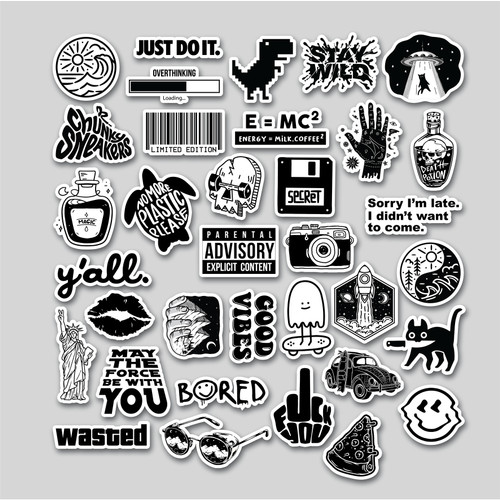 JUST DO IT.
OVERTHINKING
Loading...
STAY
WILD
CHUNKY
SNEAKERS
LIMITED EDITION
E = MC²
ENERGY = MILK.COFFEE²
DEATH
POTION
MAGIC
NO MORE
PLASTIC
PLEASE
SECRET
Sorry I'm late.
I didn't want
to come.
PARENTAL
ADVISORY
EXPLICIT CONTENT
y'all.
GOOD
VIBES
MAY
THE
FORCE
BE WITH
YOU
BORED
FUCK
YOU
wasted